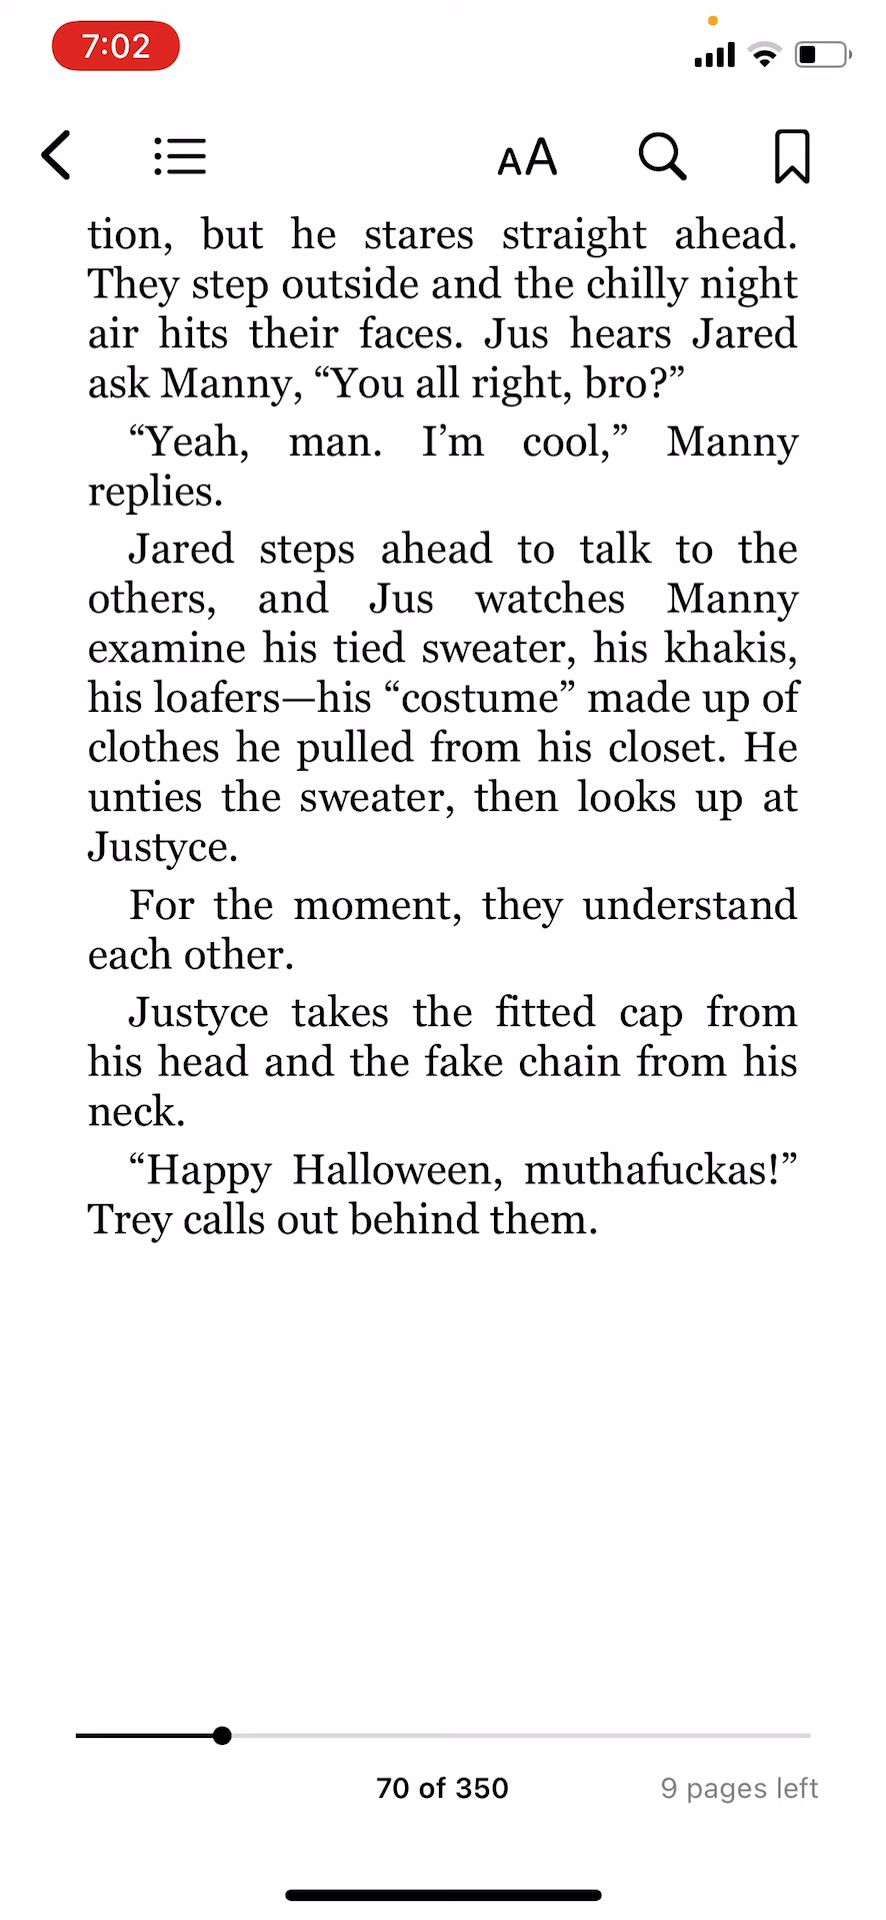 7:02
AA
tion, but he stares straight ahead.
They step outside and the chilly night
air hits their faces. Jus hears Jared
ask Manny, “You all right, bro?”
“Yeah, man. I’m cool,” Manny
replies.
Jared steps ahead to talk to the
others, and Jus watches Manny
examine his tied sweater, his khakis,
his loafers—his “costume” made up of
clothes he pulled from his closet. He
unties the sweater, then looks up at
Justyce.
For the moment, they understand
each other.
Justyce takes the fitted cap from
his head and the fake chain from his
neck.
“Happy Halloween, muthafuckas!”
Trey calls out behind them.
70 of 350
9 pages left